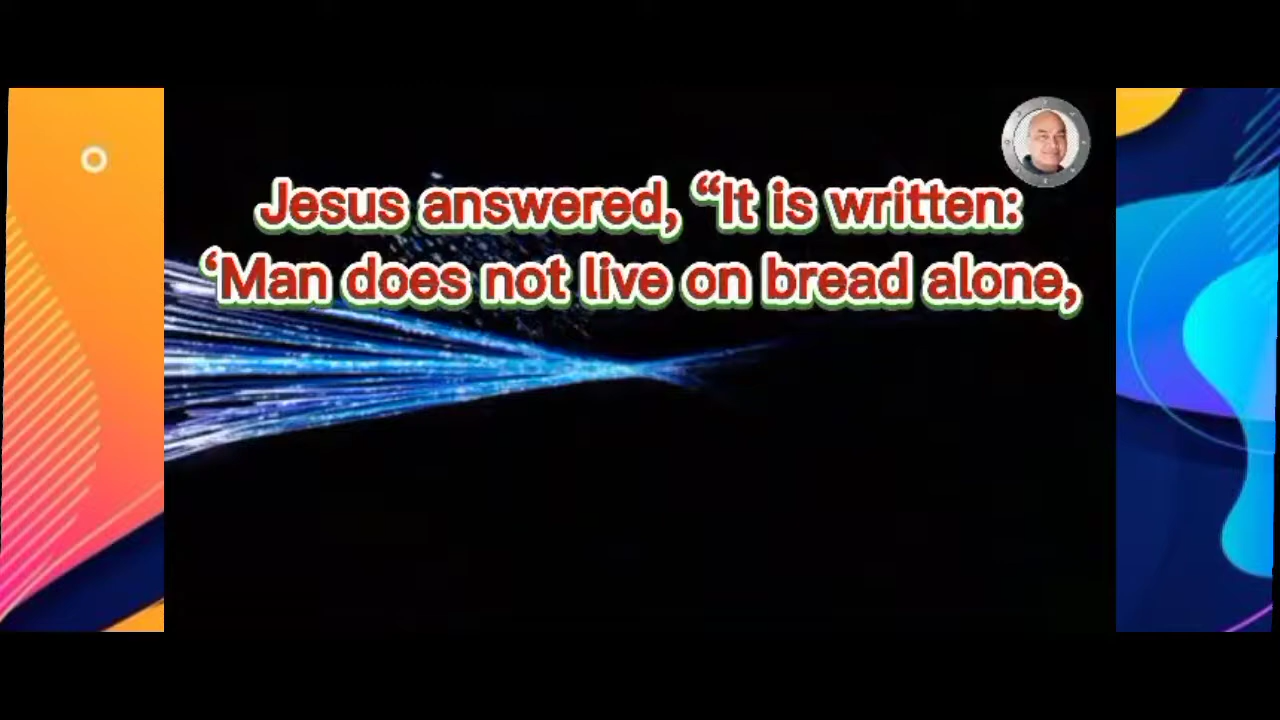 Jesus answered, “It is written:
‘Man does not live on bread alone,